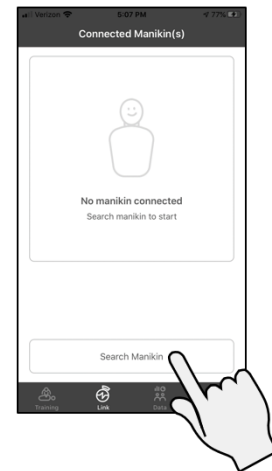 Verizon 5:07 PM 77%
Connected Manikin(s)
No manikin connected
Search manikin to start
Search Manikin
Training Link Data